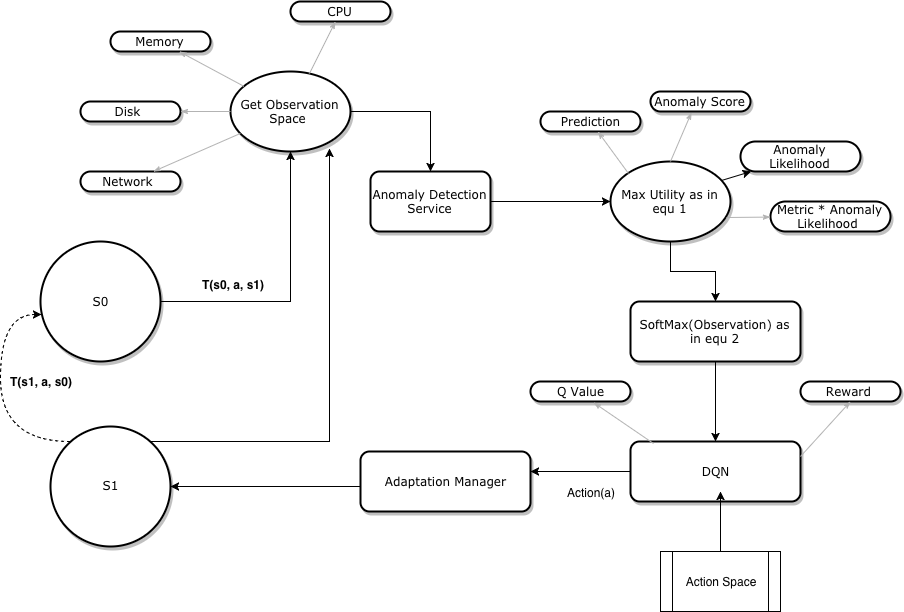 CPU
Memory
Get Observation
Space
Disk
Network
Anomaly Detection
Service
Prediction
Anomaly Score
Anomaly
Likelihood
Max Utility as in
equ 1
Metric * Anomaly
Likelihood
S0
T(s0, a, s1)
SoftMax(Observation) as
in equ 2
T(s1, a, s0)
Q Value
Reward
S1
Adaptation Manager
Action(a)
DQN
Action Space